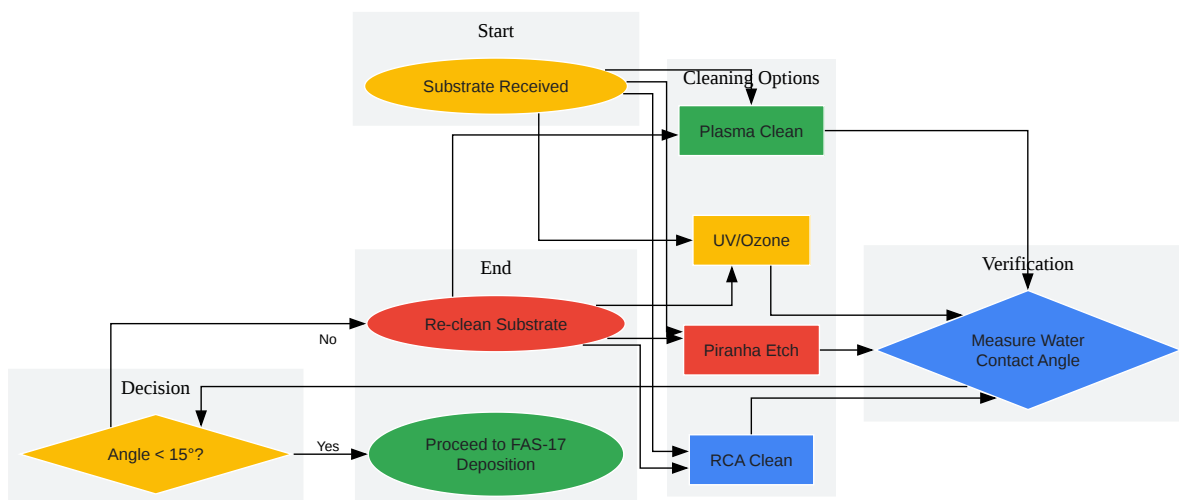 Start
Substrate Received
Cleaning Options
Plasma Clean
UV/Ozone
Piranha Etch
RCA Clean
Verification
Measure Water
Contact Angle
End
Re-clean Substrate
Proceed to FAS-17
Deposition
Decision
Angle < 15°?
No
Yes